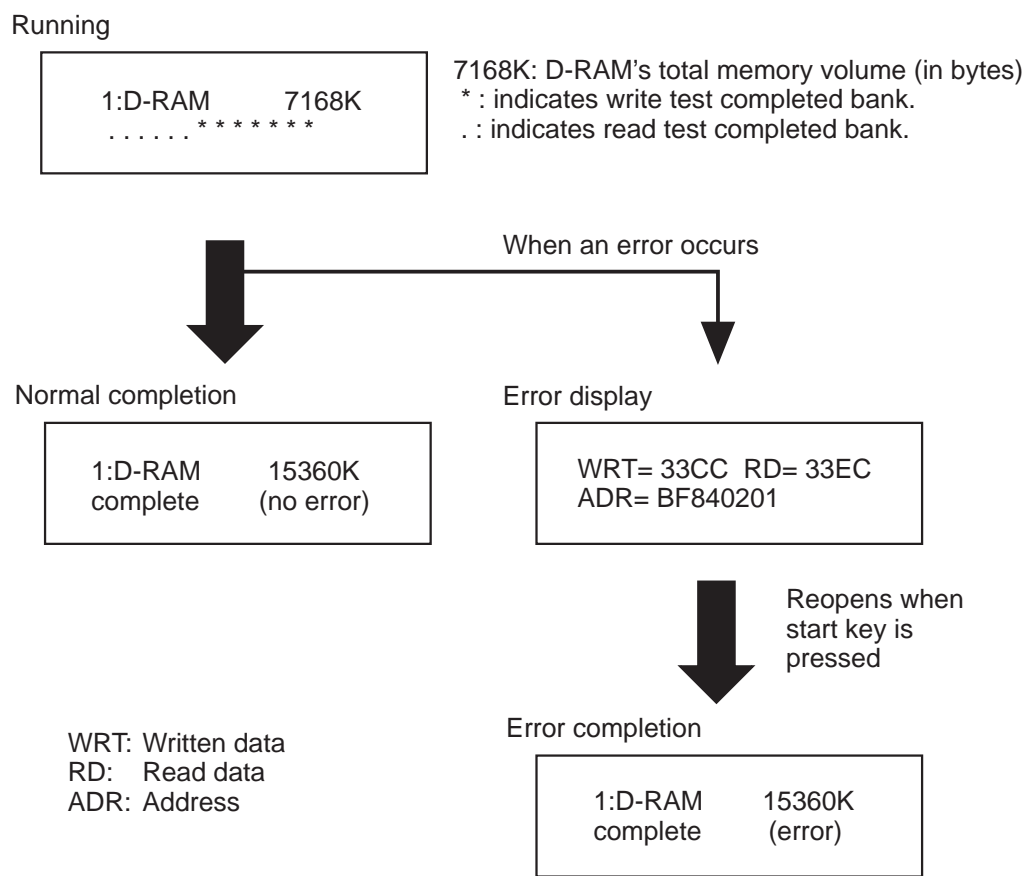 Running
1:D-RAM 7168K
. . . . . . * * * * * * *
7168K: D-RAM's total memory volume (in bytes)
* : indicates write test completed bank.
. : indicates read test completed bank.
When an error occurs
Normal completion
1:D-RAM 15360K
complete (no error)
Error display
WRT= 33CC RD= 33EC
ADR= BF840201
Reopens when
start key is
pressed
WRT: Written data
RD: Read data
ADR: Address
Error completion
1:D-RAM 15360K
complete (error)